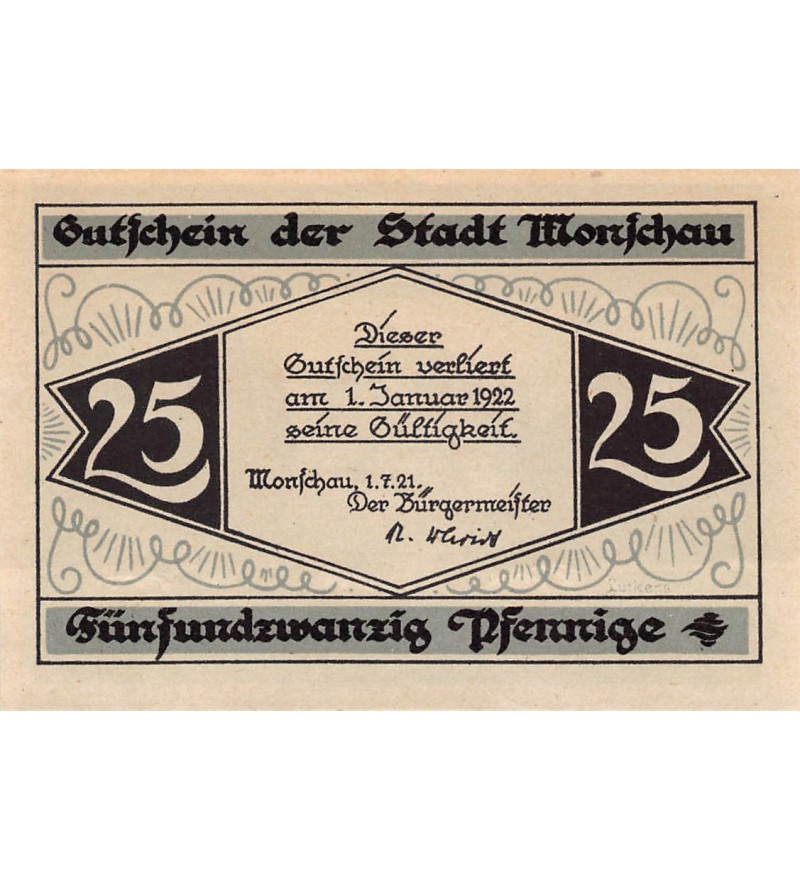 Gutschein der Stadt Monschau
Dieser
Gutschein verliert
am 1. Januar 1922
seine Gültigkeit.
25
25
Monschau, 1.7.21.
Der Bürgermeister
Fünfundzwanzig Pfennige